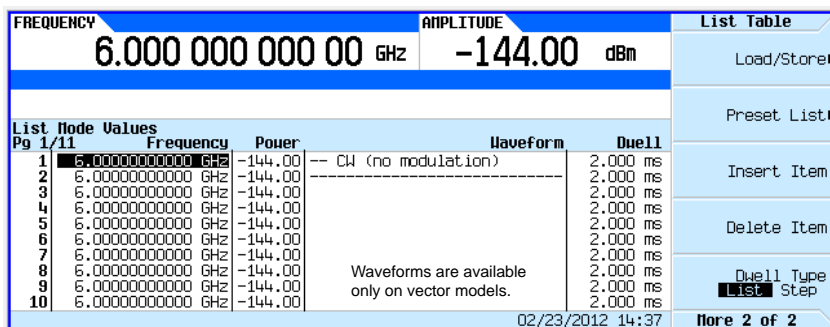 FREQUENCY AMPLITUDE List Table
6.000 000 000 00 GHz -144.00 dBm
Load/Store
Preset List
List Mode Values
Pg 1/11 Frequency Power Waveform Dwell
1 6.00000000000 GHz -144.00 -- CW (no modulation) 2.000 ms
2 6.00000000000 GHz -144.00 ---------------------------- 2.000 ms
Insert Item
3 6.00000000000 GHz -144.00 2.000 ms
4 6.00000000000 GHz -144.00 2.000 ms
5 6.00000000000 GHz -144.00 2.000 ms
Delete Item
6 6.00000000000 GHz -144.00 2.000 ms
7 6.00000000000 GHz -144.00 2.000 ms
8 6.00000000000 GHz -144.00 Waveforms are available 2.000 ms
Dwell Type
9 6.00000000000 GHz -144.00 only on vector models. 2.000 ms
List Step
10 6.00000000000 GHz -144.00 2.000 ms
02/23/2012 14:37 More 2 of 2